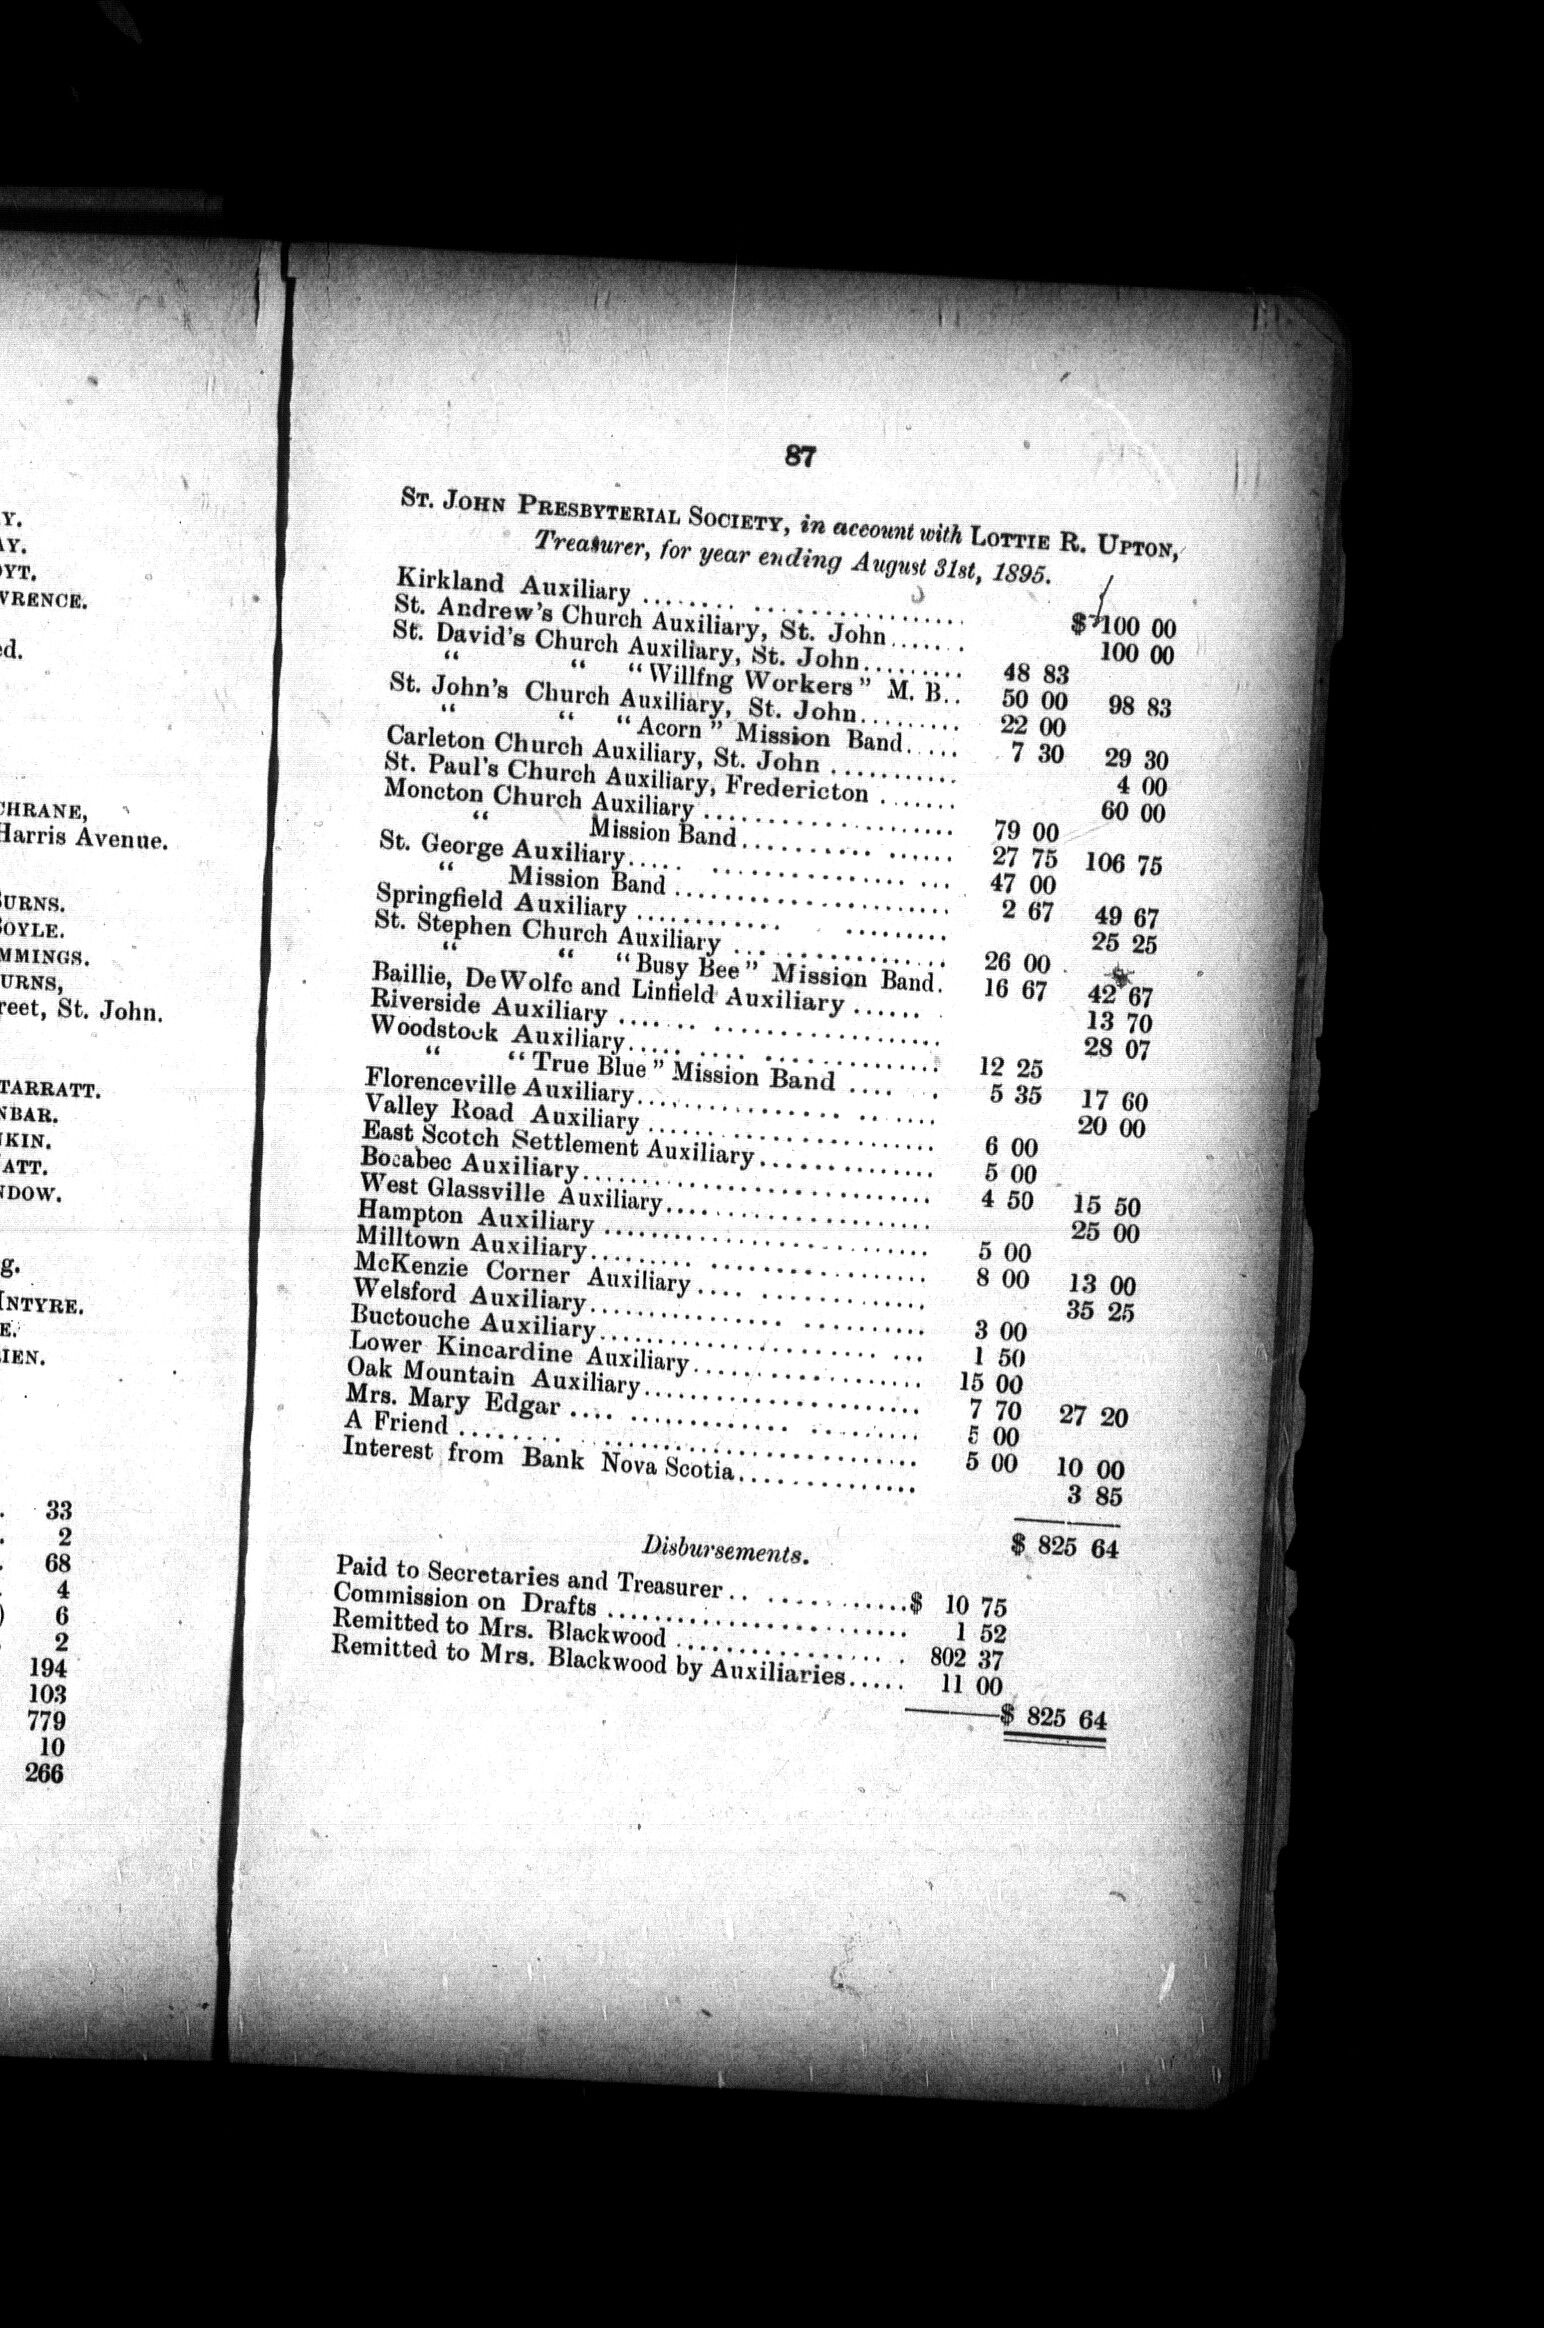 Y.
AY.
OYT.
VRENCE.
ed.
CHRANE,
Harris Avenue.
BURNS.
BOYLE.
MMINGS.
URNS,
reet, St. John.
TARRATT.
NBAR.
NKIN.
ATT.
NDOW.
g.
INTYRE.
E.
LIEN.
. 33
. 2
. 68
. 4
) 6
. 2
194
103
779
10
266
87
ST. JOHN PRESBYTERIAL SOCIETY, in account with LOTTIE R. UPTON,
Treasurer, for year ending August 31st, 1895.
Kirkland Auxiliary .................... $ 100 00
St. Andrew's Church Auxiliary, St. John....... 100 00
St. David's Church Auxiliary, St. John......... 48 83
" " "Willfng Workers" M. B.. 50 00 98 83
St. John's Church Auxiliary, St. John......... 22 00
" " "Acorn" Mission Band..... 7 30 29 30
Carleton Church Auxiliary, St. John ........... 4 00
St. Paul's Church Auxiliary, Fredericton ....... 60 00
Moncton Church Auxiliary .................... 79 00
" Mission Band................ 27 75 106 75
St. George Auxiliary..................... 47 00
" Mission Band ...................... 2 67 49 67
Springfield Auxiliary ..................... 25 25
St. Stephen Church Auxiliary ................. 26 00
" " "Busy Bee" Mission Band. 16 67 42 67
Baillie, DeWolfe and Linfield Auxiliary ...... 13 70
Riverside Auxiliary ......................... 28 07
Woodstock Auxiliary......................... 12 25
" "True Blue" Mission Band ..... 5 35 17 60
Florenceville Auxiliary........................ 20 00
Valley Road Auxiliary ...................... 6 00
East Scotch Settlement Auxiliary.............. 5 00
Bocabec Auxiliary........................... 4 50 15 50
West Glassville Auxiliary..................... 25 00
Hampton Auxiliary ......................... 5 00
Milltown Auxiliary......................... 8 00 13 00
McKenzie Corner Auxiliary ................. 35 25
Welsford Auxiliary......................... 3 00
Buctouche Auxiliary......................... 1 50
Lower Kincardine Auxiliary.................. 15 00
Oak Mountain Auxiliary...................... 7 70 27 20
Mrs. Mary Edgar ......................... 5 00
A Friend ................................. 5 00 10 00
Interest from Bank Nova Scotia.............. 3 85
$ 825 64
Disbursements.
Paid to Secretaries and Treasurer .............$ 10 75
Commission on Drafts ...................... 1 52
Remitted to Mrs. Blackwood ................. 802 37
Remitted to Mrs. Blackwood by Auxiliaries..... 11 00
$ 825 64